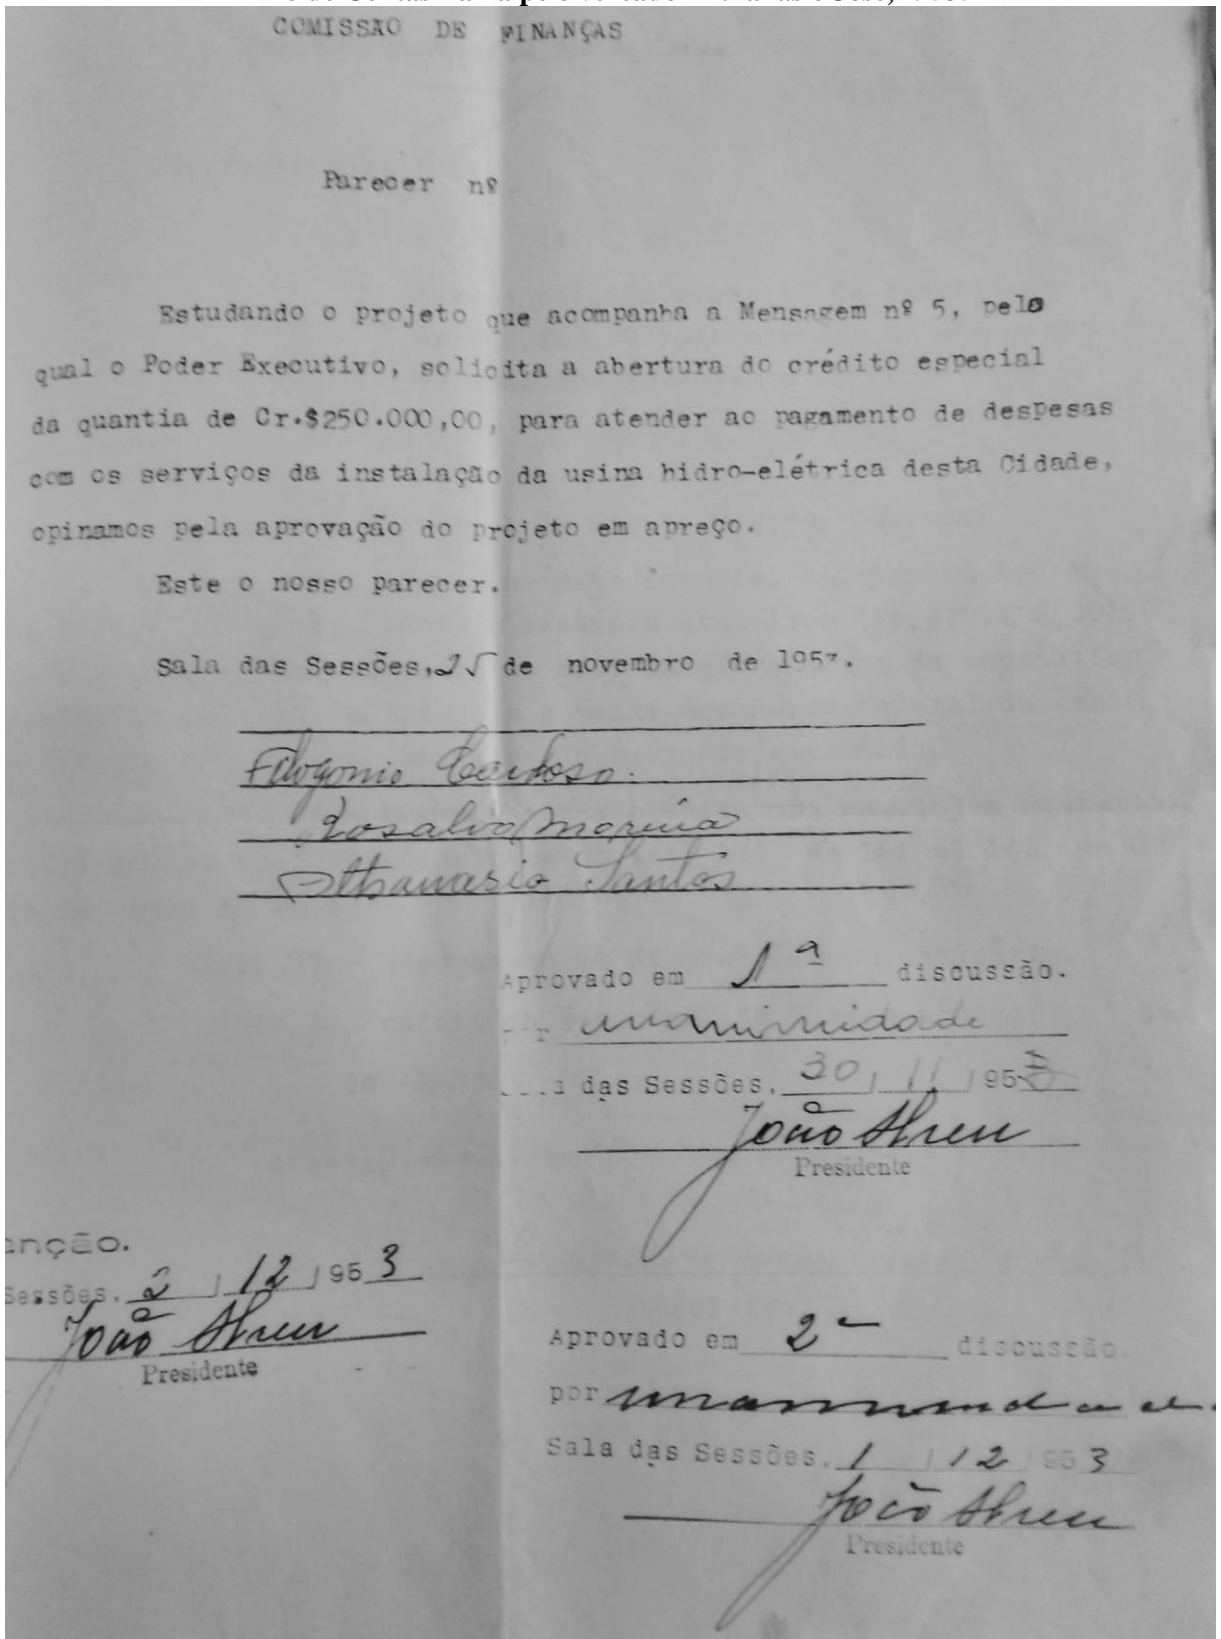 COMISSAO DE FINANÇAS
Parecer nº
Estudando o projeto que acompanha a Mensagem nº 5, pelo
qual o Poder Executivo, solicita a abertura do crédito especial
da quantia de Cr.$250.000,00, para atender ao pagamento de despesas
com os serviços da instalação da usina hidro-elétrica desta Cidade,
opinamos pela aprovação do projeto em apreço.
Este o nosso parecer.
Sala das Sessões, 25 de novembro de 1953.
Filogonio Cardoso.
Rosalvo
Athanasio Santos
Aprovado em 1ª discussão.
unanimidade
das Sessões, 30 / 11 / 953
João Abreu
Presidente
anção.
Sessões, 2 / 12 / 95 3
João Abreu
Presidente
Aprovado em 2ª discussão
por unanimidade.
Sala das Sessões, 1 / 12 / 953
João Abreu
Presidente